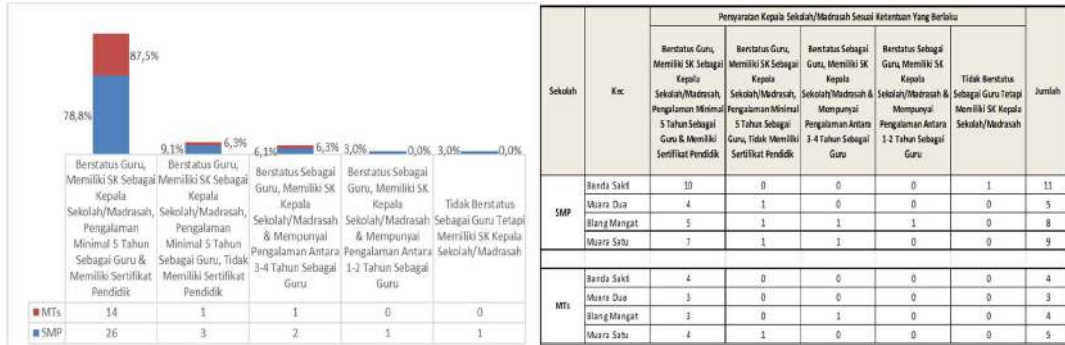 87,5%
78,8%
9,1% 6,3%
6,1% 6,3%
3,0% 0,0%
3,0% 0,0%
Berstatus Guru,
Memiliki SK Sebagai
Kepala
Sekolah/Madrasah,
Pengalaman
Minimal 5 Tahun
Sebagai Guru &
Memiliki Sertifikat
Pendidik
Berstatus Guru,
Memiliki SK Sebagai
Kepala
Sekolah/Madrasah,
Pengalaman
Minimal 5 Tahun
Sebagai Guru, Tidak
Memiliki Sertifikat
Pendidik
Berstatus Sebagai
Guru, Memiliki SK
Kepala
Sekolah/Madrasah
& Mempunyai
Pengalaman Antara
3-4 Tahun Sebagai
Guru
Berstatus Sebagai
Guru, Memiliki SK
Kepala
Sekolah/Madrasah
& Mempunyai
Pengalaman Antara
1-2 Tahun Sebagai
Guru
Tidak Berstatus
Sebagai Guru Tetapi
Memiliki SK Kepala
Sekolah/Madrasah
MTs 14 1 1 0 0
SMP 26 3 2 1 1
Persyaratan Kepala Sekolah/Madrasah Sesuai Ketentuan Yang Berlaku
Sekolah
Kec
Berstatus Guru,
Memiliki SK Sebagai
Kepala
Sekolah/Madrasah,
Pengalaman Minimal
5 Tahun Sebagai
Guru & Memiliki
Sertifikat Pendidik
Berstatus Guru,
Memiliki SK Sebagai
Kepala
Sekolah/Madrasah,
Pengalaman Minimal
5 Tahun Sebagai
Guru, Tidak Memiliki
Sertifikat Pendidik
Berstatus Sebagai
Guru, Memiliki SK
Kepala
Sekolah/Madrasah &
Mempunyai
Pengalaman Antara
3-4 Tahun Sebagai
Guru
Berstatus Sebagai
Guru, Memiliki SK
Kepala
Sekolah/Madrasah &
Mempunyai
Pengalaman Antara
1-2 Tahun Sebagai
Guru
Tidak Berstatus
Sebagai Guru Tetapi
Memiliki SK Kepala
Sekolah/Madrasah
Jumlah
SMP
Banda Sakti 10 0 0 0 1 11
Muara Dua 4 1 0 0 0 5
Blang Mangat 5 1 1 1 0 8
Muara Satu 7 1 1 0 0 9
MTs
Banda Sakti 4 0 0 0 0 4
Muara Dua 3 0 0 0 0 3
Blang Mangat 3 0 1 0 0 4
Muara Satu 4 1 0 0 0 5